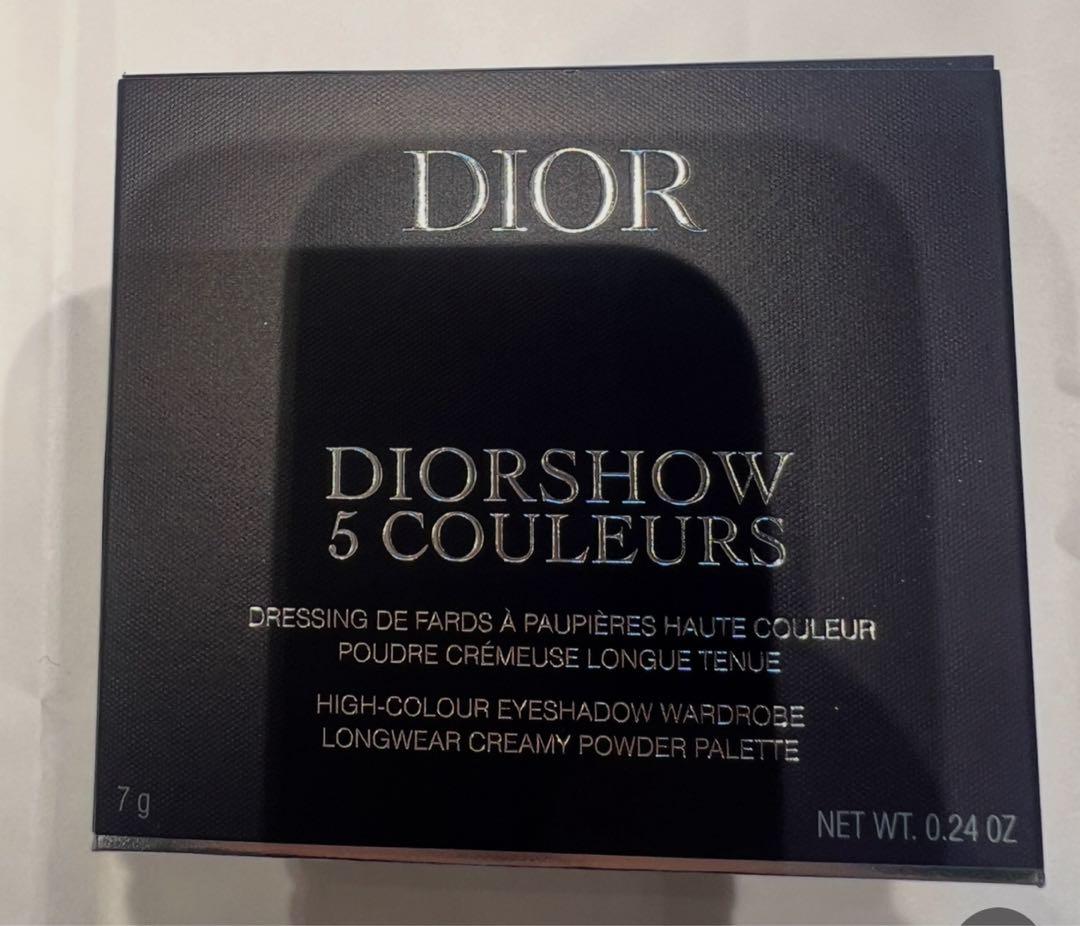 DIOR
DIORSHOW
5 COULEURS
DRESSING DE FARDS À PAUPIÈRES HAUTE COULEUR
POUDRE CRÉMEUSE LONGUE TENUE
HIGH-COLOUR EYESHADOW WARDROBE
LONGWEAR CREAMY POWDER PALETTE
7 g
NET WT. 0.24 OZ